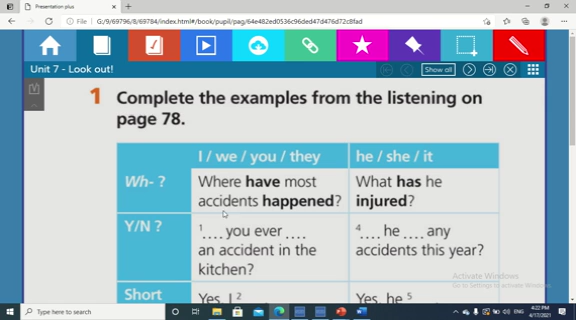 Presentation plus
File | G:/9/69796/8/69784/index.html#/book/pupil/pag/64e482ed0536c96ded47d476d72c8fad
Unit 7 - Look out!
Show all
1 Complete the examples from the listening on
page 78.
I / we / you / they
he / she / it
Wh- ?
Where have most
accidents happened?
What has he
injured?
Y/N ?
1 .... you ever ....
an accident in the
kitchen?
4 .... he .... any
accidents this year?
Short
Yes, I 2
Yes, he 5
Activate Windows
Go to Settings to activate Windows.
Type here to search
ENG
4:22 PM
4/17/2021